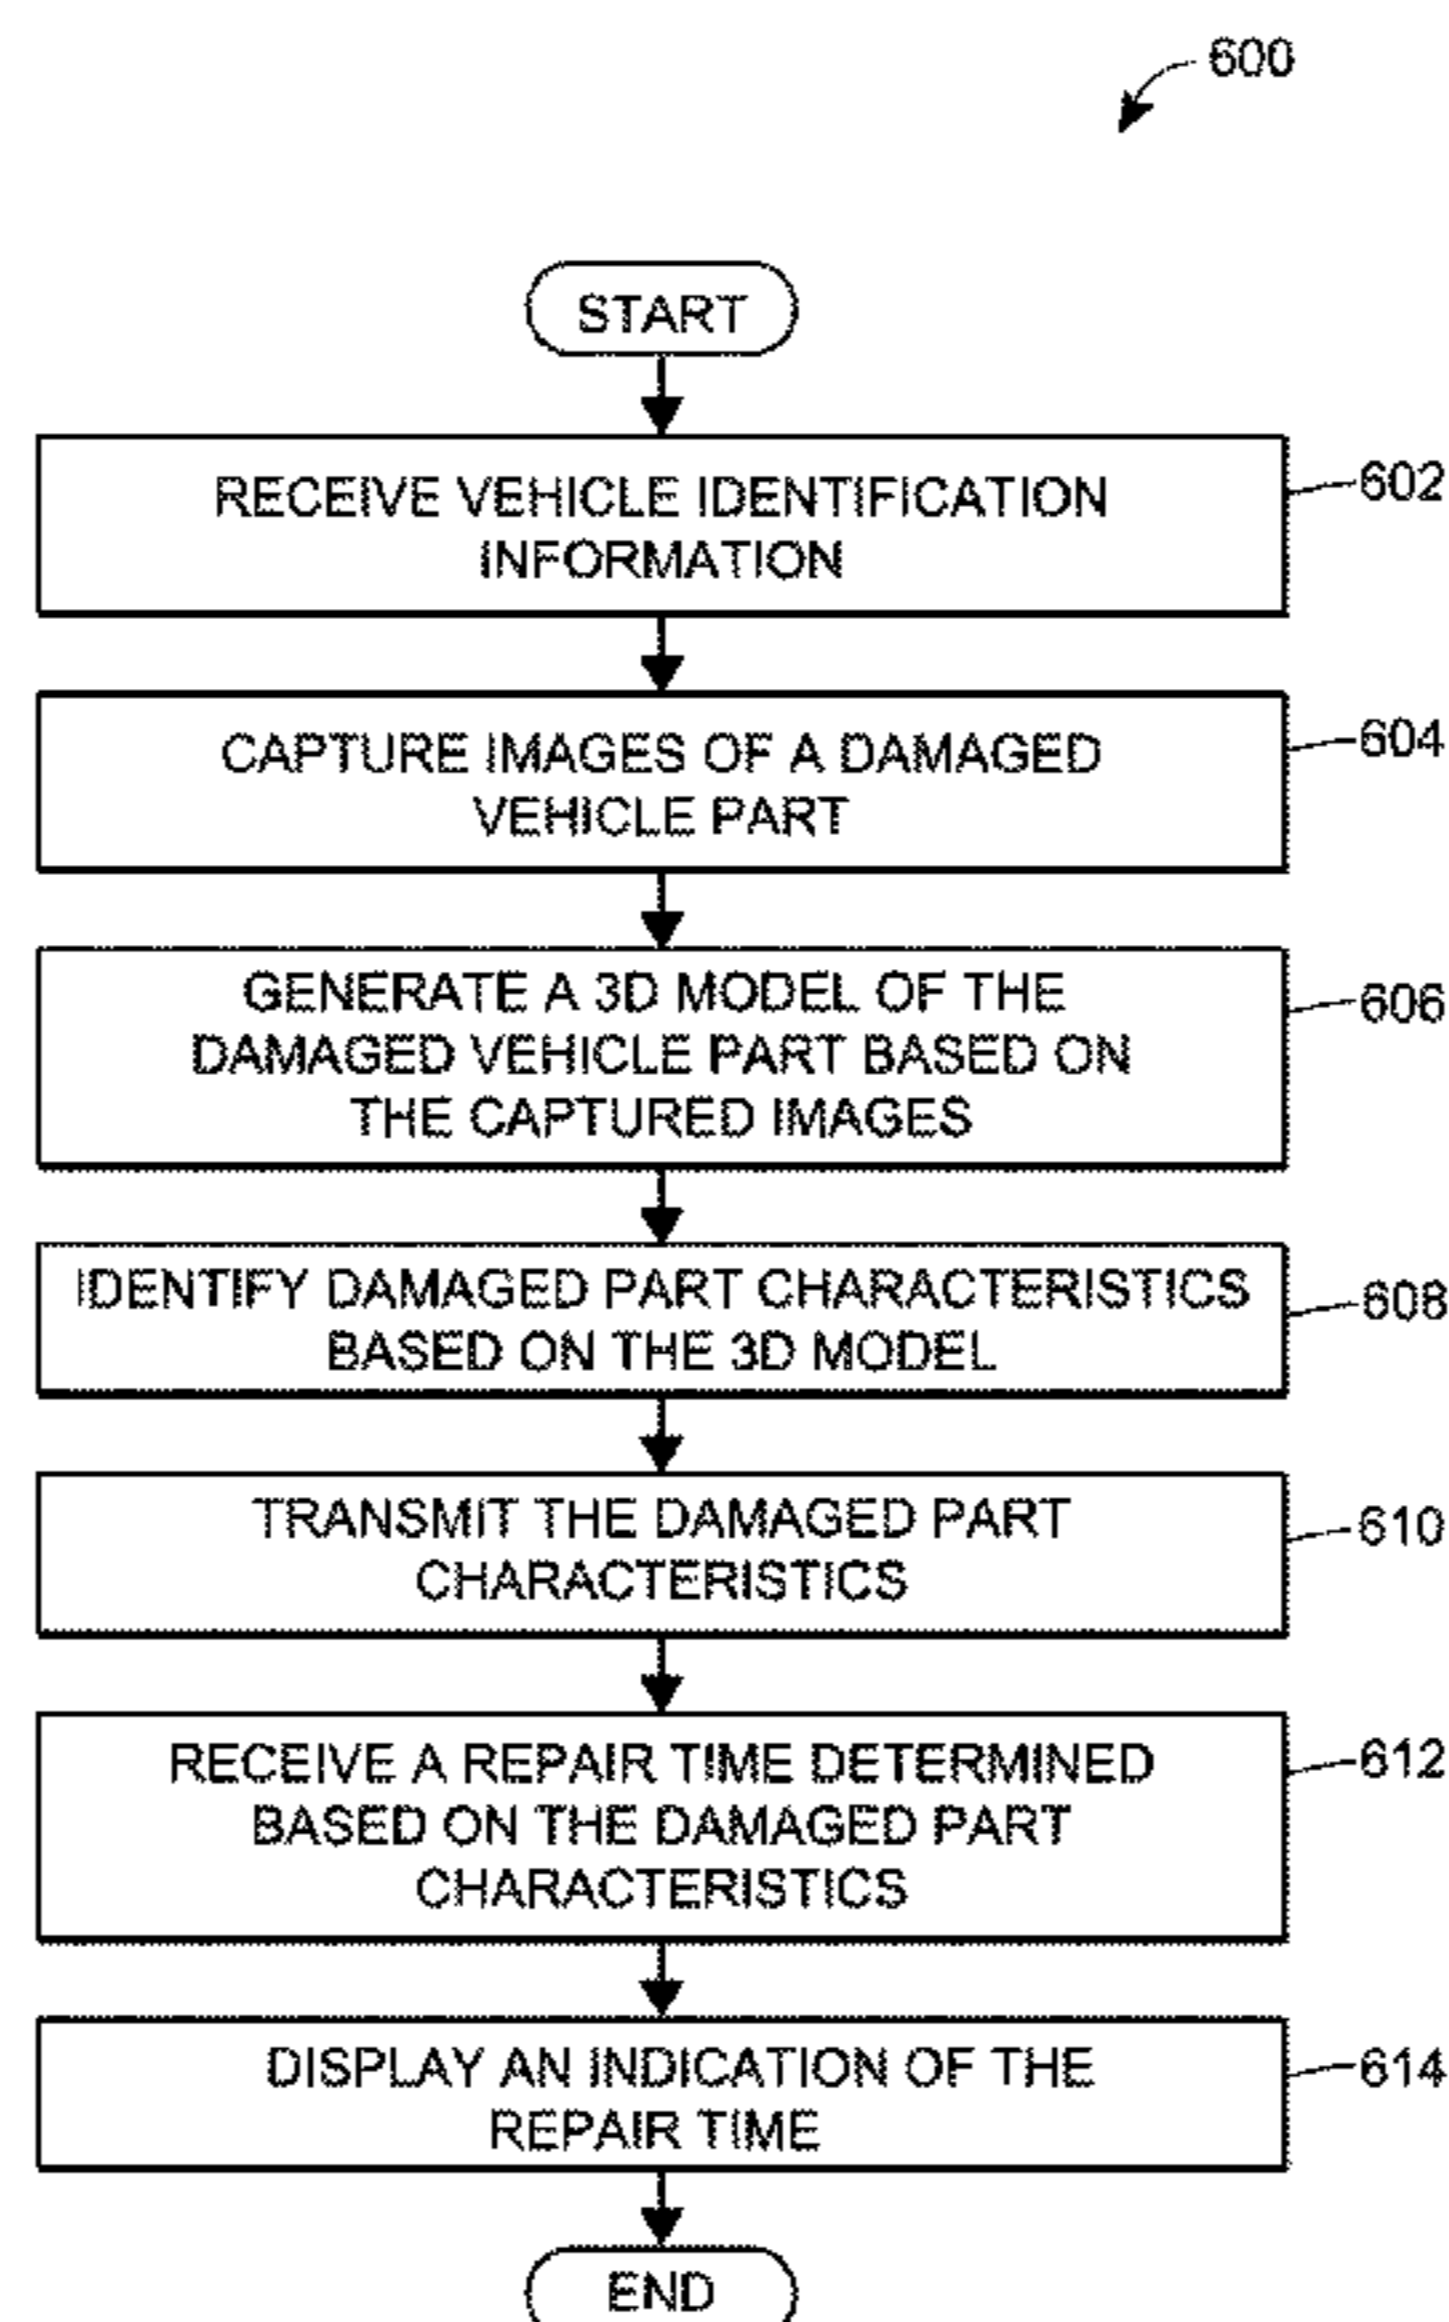 600
START
RECEIVE VEHICLE IDENTIFICATION
INFORMATION
602
CAPTURE IMAGES OF A DAMAGED
VEHICLE PART
604
GENERATE A 3D MODEL OF THE
DAMAGED VEHICLE PART BASED ON
THE CAPTURED IMAGES
606
IDENTIFY DAMAGED PART CHARACTERISTICS
BASED ON THE 3D MODEL
608
TRANSMIT THE DAMAGED PART
CHARACTERISTICS
610
RECEIVE A REPAIR TIME DETERMINED
BASED ON THE DAMAGED PART
CHARACTERISTICS
612
DISPLAY AN INDICATION OF THE
REPAIR TIME
614
END